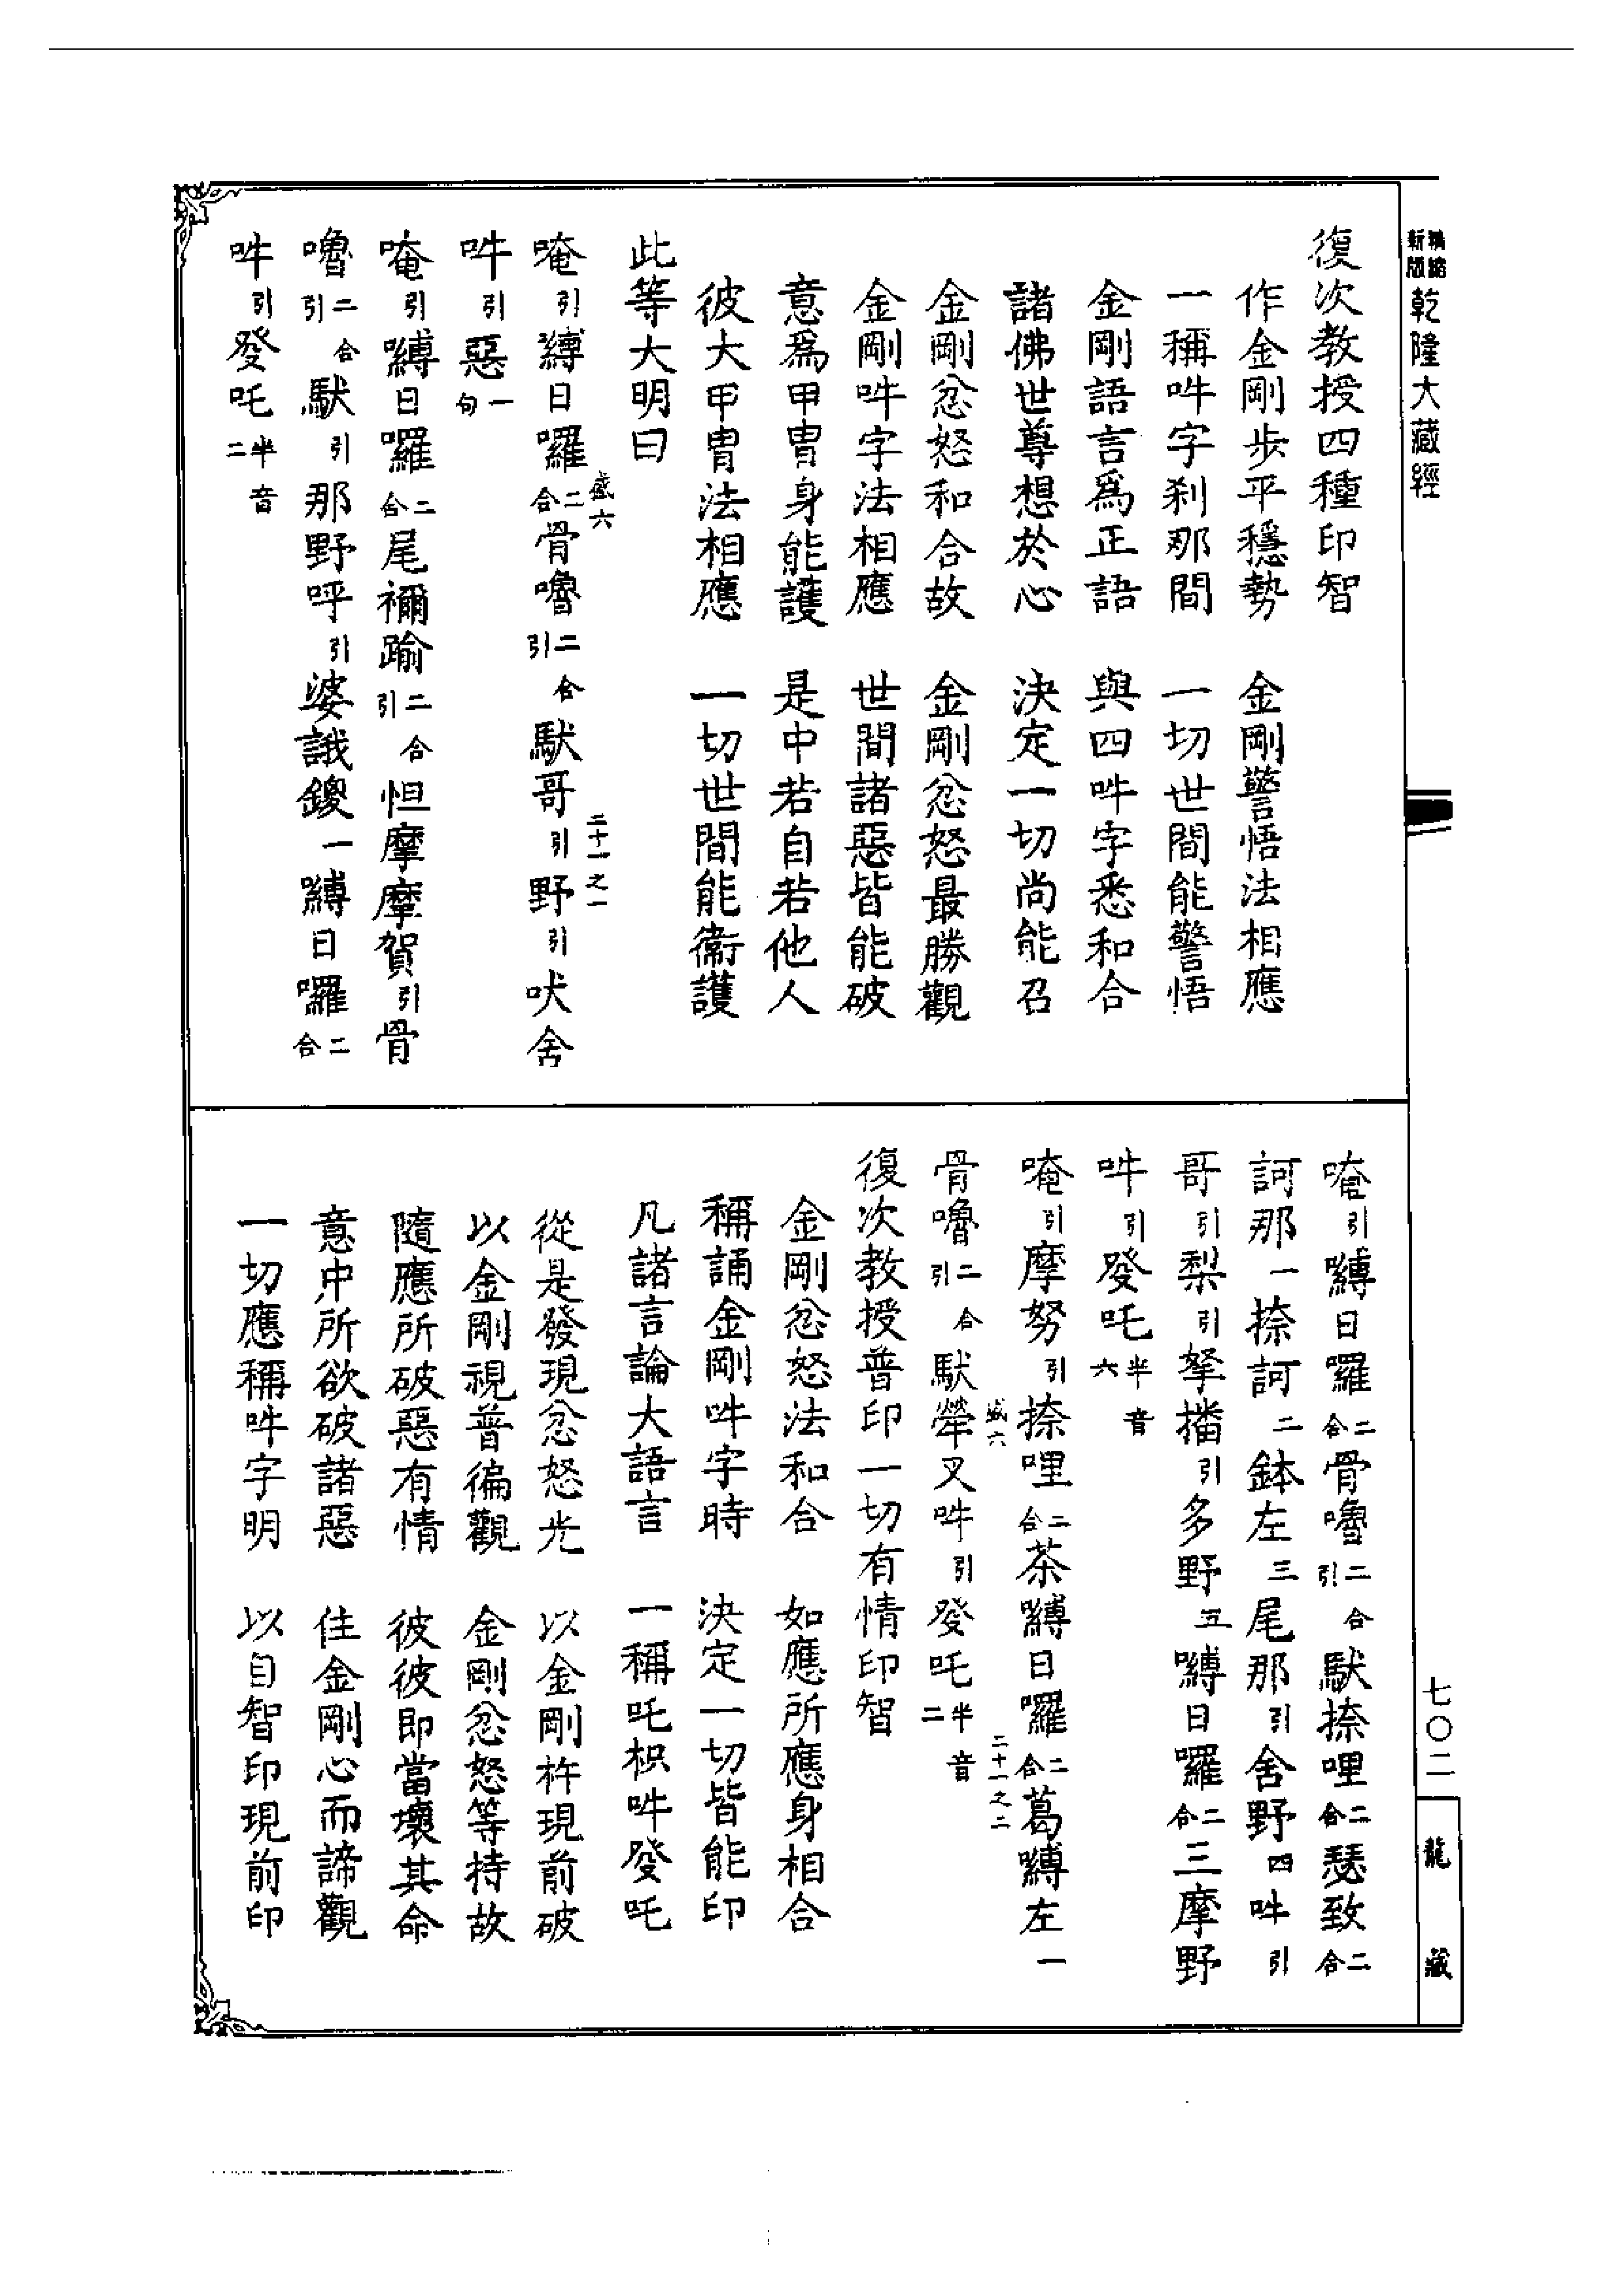 新版精縮乾隆大藏經
復次教授四種印智
作金剛步平穩勢　金剛警悟法相應
一稱吽字剎那間　一切世間能警悟
金剛語言爲正語　與四吽字悉和合
諸佛世尊想於心　決定一切尚能召
金剛忿怒和合故　金剛忿怒最勝觀
金剛吽字法相應　世間諸惡皆能破
意爲甲冑身能護　是中若自若他人
彼大甲冑法相應　一切世間能衞護
此等大明曰
盛六　二十一之一
唵引嚩日囉二合骨嚕二合引馱哥引野引吠舍
吽引惡一句
唵引嚩日囉二合尾禰踰二合引怛摩摩賀引骨
嚕二合引馱引那野呼引婆誐鑁一嚩日囉二合
吽引發吒半音二
唵引嚩日囉二合骨嚕二合引馱捺哩二合瑟致二合
訶那一捺訶二鉢左三尾那引舍野四吽引
哥引梨引拏播引多野五嚩日囉二合三摩野
吽引發吒半音六
唵引摩努引捺哩二合茶嚩日囉二合葛嚩左一
盛六　二十一之二
骨嚕二合引馱犖叉吽引發吒半音二
復次教授普印一切有情印智
金剛忿怒法和合　如應所應身相合
稱誦金剛吽字時　決定一切皆能印
凡諸言論大語言　一稱吒枳吽發吒
從是發現忿怒光　以金剛杵現前破
以金剛視普徧觀　金剛忿怒等持故
隨應所破惡有情　彼彼即當壞其命
意中所欲破諸惡　住金剛心而諦觀
一切應稱吽字明　以自智印現前印
七〇二
龍藏